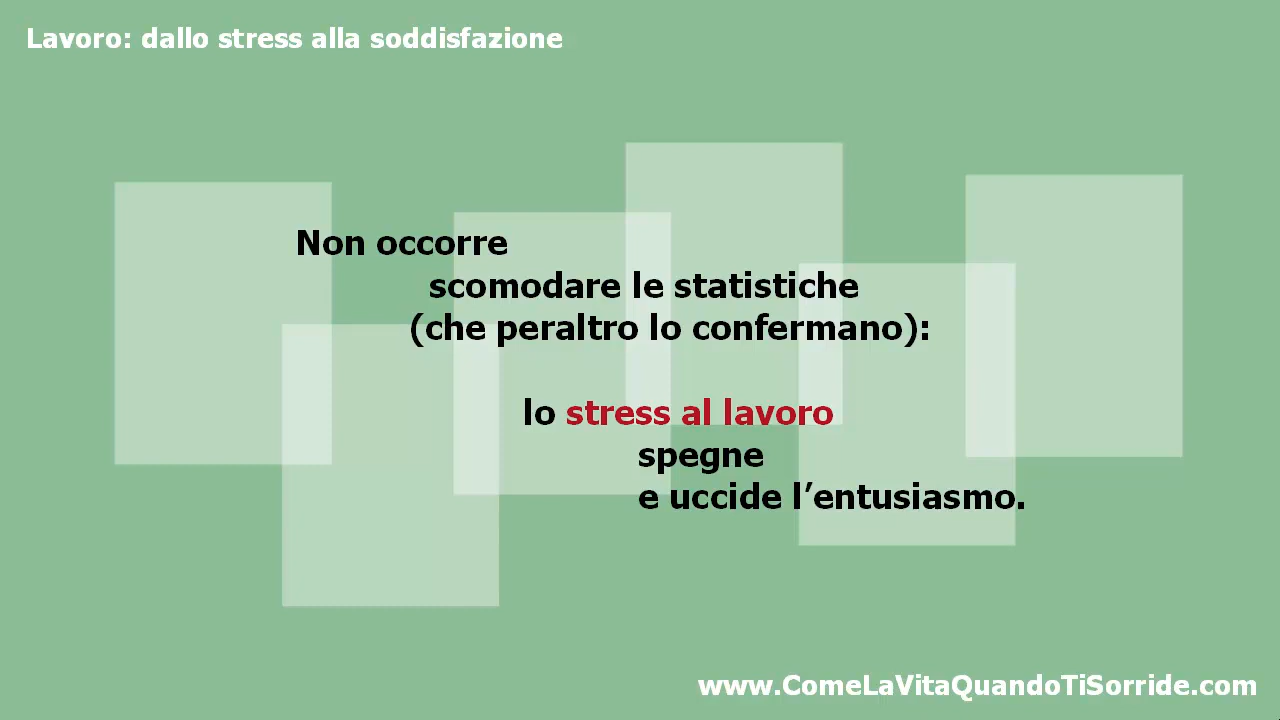 Lavoro: dallo stress alla soddisfazione
Non occorre
scomodare le statistiche
(che peraltro lo confermano):
lo stress al lavoro
spegne
e uccide l’entusiasmo.
www.ComeLaVitaQuandoTiSorride.com